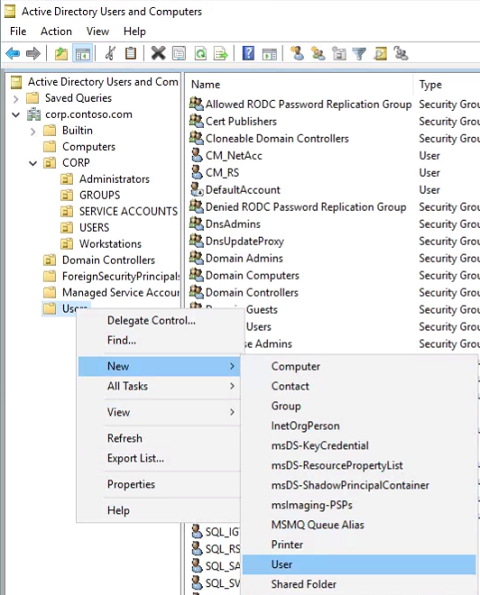 Active Directory Users and Computers
File Action View Help
Active Directory Users and Com
Saved Queries
corp.contoso.com
Builtin
Computers
CORP
Administrators
GROUPS
SERVICE ACCOUNTS
USERS
Workstations
Domain Controllers
ForeignSecurityPrincipals
Managed Service Accou
Users
Name Type
Allowed RODC Password Replication Group Security Grou
Cert Publishers Security Grou
Cloneable Domain Controllers Security Grou
CM_NetAcc User
CM_RS User
DefaultAccount User
Denied RODC Password Replication Group Security Grou
DnsAdmins Security Grou
DnsUpdateProxy Security Grou
Domain Admins Security Grou
Domain Computers Security Grou
Domain Controllers Security Grou
Guests Security Grou
Users Security Grou
Admins Security Grou
SQL_IG
SQL_RS
SQL_SA
SQL_SV
Delegate Control...
Find...
New
All Tasks
View
Refresh
Export List...
Properties
Help
Computer
Contact
Group
InetOrgPerson
msDS-KeyCredential
msDS-ResourcePropertyList
msDS-ShadowPrincipalContainer
msImaging-PSPs
MSMQ Queue Alias
Printer
User
Shared Folder